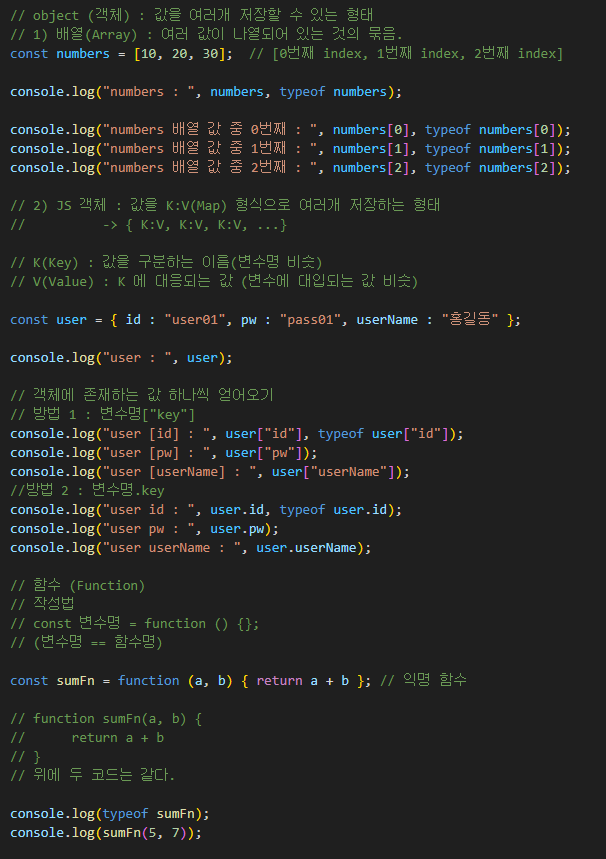 // object (객체) : 값을 여러개 저장할 수 있는 형태
// 1) 배열(Array) : 여러 값이 나열되어 있는 것의 묶음.
const numbers = [10, 20, 30];  // [0번째 index, 1번째 index, 2번째 index]

console.log("numbers : ", numbers, typeof numbers);

console.log("numbers 배열 값 중 0번째 : ", numbers[0], typeof numbers[0]);
console.log("numbers 배열 값 중 1번째 : ", numbers[1], typeof numbers[1]);
console.log("numbers 배열 값 중 2번째 : ", numbers[2], typeof numbers[2]);

// 2) JS 객체 : 값을 K:V(Map) 형식으로 여러개 저장하는 형태
//          -> { K:V, K:V, K:V, ...}

// K(Key) : 값을 구분하는 이름(변수명 비슷)
// V(Value) : K 에 대응되는 값 (변수에 대입되는 값 비슷)

const user = { id : "user01", pw : "pass01", userName : "홍길동" };

console.log("user : ", user);

// 객체에 존재하는 값 하나씩 얻어오기
// 방법 1 : 변수명["key"]
console.log("user [id] : ", user["id"], typeof user["id"]);
console.log("user [pw] : ", user["pw"]);
console.log("user [userName] : ", user["userName"]);
//방법 2 : 변수명.key
console.log("user id : ", user.id, typeof user.id);
console.log("user pw : ", user.pw);
console.log("user userName : ", user.userName);

// 함수 (Function)
// 작성법
// const 변수명 = function () {};
// (변수명 == 함수명)

const sumFn = function (a, b) { return a + b }; // 익명 함수

// function sumFn(a, b) {
//      return a + b
// }
// 위에 두 코드는 같다.

console.log(typeof sumFn);
console.log(sumFn(5, 7));